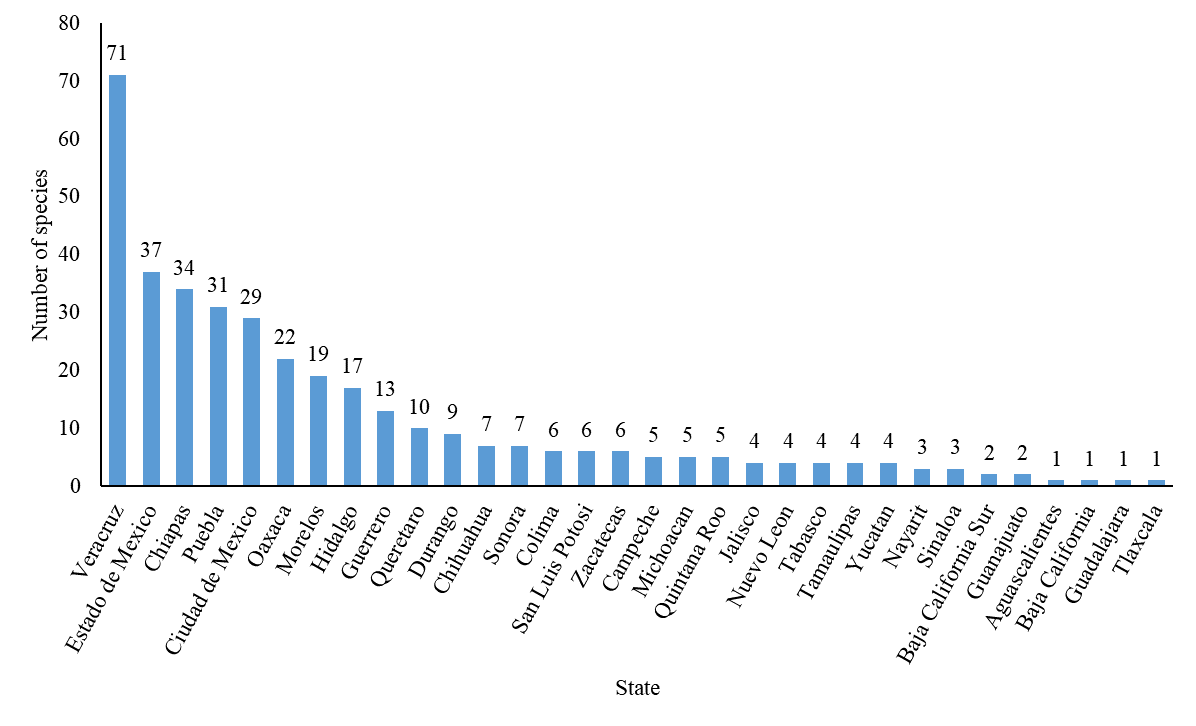 80
70
60
50
40
30
20
10
0
Number of species
71
37
34
31
29
22
19
17
13
10
9
7
7
6
6
6
5
5
5
4
4
4
4
4
3
3
2
2
1
1
1
1
Veracruz
Estado de Mexico
Chiapas
Puebla
Ciudad de Mexico
Oaxaca
Morelos
Hidalgo
Guerrero
Queretaro
Durango
Chihuahua
Sonora
Colima
San Luis Potosi
Zacatecas
Campeche
Michoacan
Quintana Roo
Jalisco
Nuevo Leon
Tabasco
Tamaulipas
Yucatan
Nayarit
Sinaloa
Baja California Sur
Guanajuato
Aguascalientes
Baja California
Guadalajara
Tlaxcala
State